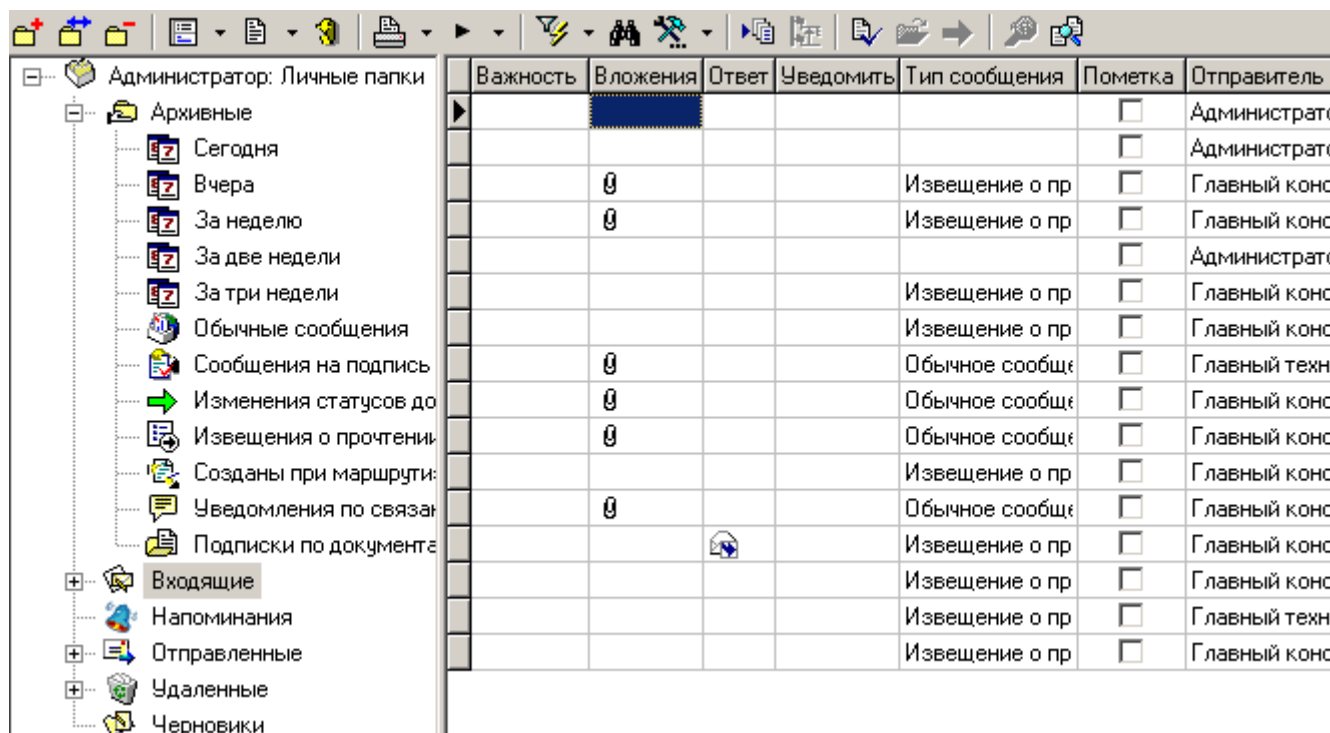 Администратор: Личные папки
Архивные
Сегодня
Вчера
За неделю
За две недели
За три недели
Обычные сообщения
Сообщения на подпись
Изменения статусов до
Извещения о прочтении
Созданы при маршрути
Уведомления по связан
Подписки по документа
Входящие
Напоминания
Отправленные
Удаленные
Черновики
Важность Вложения Ответ Уведомить Тип сообщения Пометка Отправитель
Администрато
Администрато
Извещение о пр Главный конс
Извещение о пр Главный конс
Администрато
Извещение о пр Главный конс
Извещение о пр Главный конс
Обычное сообще Главный техн
Обычное сообще Главный конс
Обычное сообще Главный конс
Извещение о пр Главный конс
Обычное сообще Главный конс
Извещение о пр Главный конс
Извещение о пр Главный конс
Извещение о пр Главный техн
Извещение о пр Главный конс